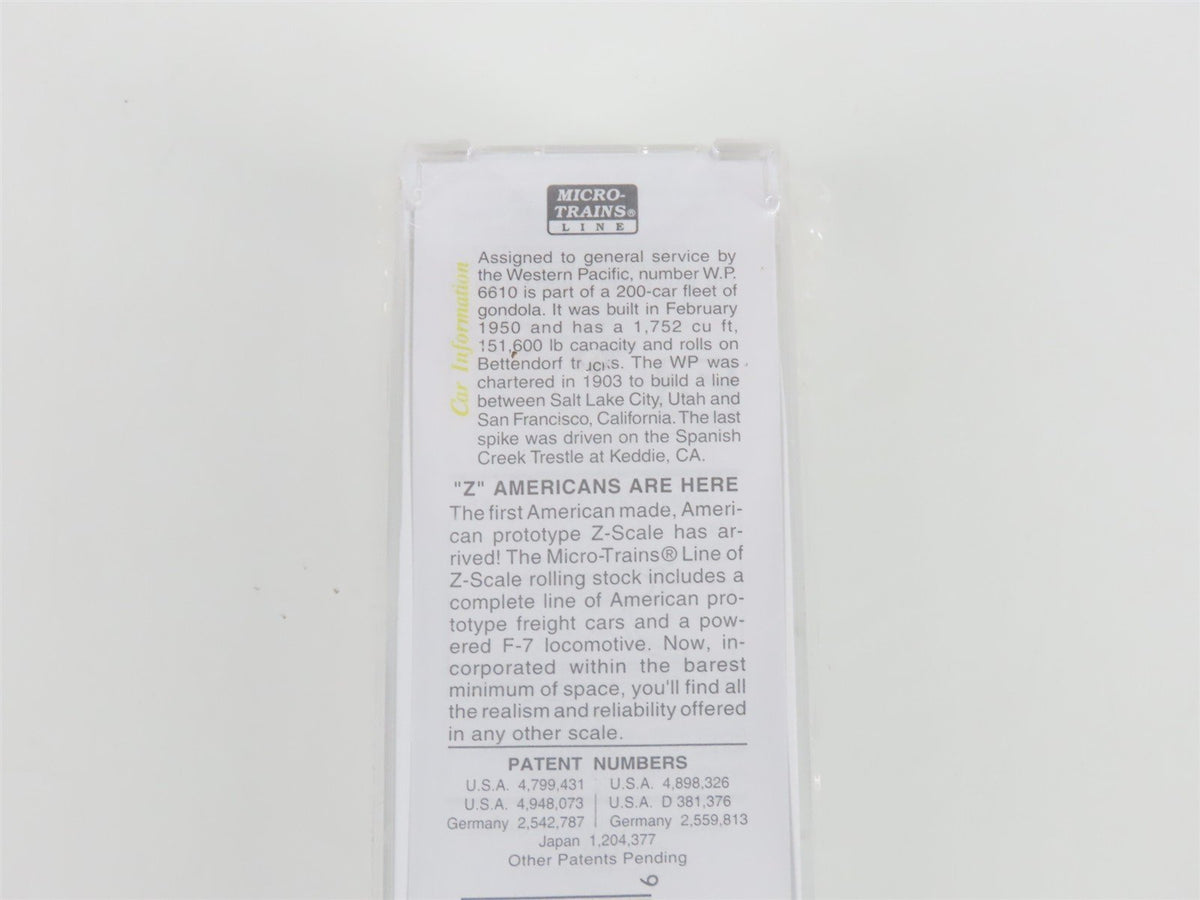 MICRO-
TRAINS®
LINE
Car Information
Assigned to general service by
the Western Pacific, number W.P.
6610 is part of a 200-car fleet of
gondola. It was built in February
1950 and has a 1,752 cu ft,
151,600 lb capacity and rolls on
Bettendorf trucks. The WP was
chartered in 1903 to build a line
between Salt Lake City, Utah and
San Francisco, California. The last
spike was driven on the Spanish
Creek Trestle at Keddie, CA.
"Z" AMERICANS ARE HERE
The first American made, Ameri-
can prototype Z-Scale has ar-
rived! The Micro-Trains® Line of
Z-Scale rolling stock includes a
complete line of American pro-
totype freight cars and a pow-
ered F-7 locomotive. Now, in-
corporated within the barest
minimum of space, you'll find all
the realism and reliability offered
in any other scale.
PATENT NUMBERS
U.S.A. 4,799,431 U.S.A. 4,898,326
U.S.A. 4,948,073 U.S.A. D 381,376
Germany 2,542,787 Germany 2,559,813
Japan 1,204,377
Other Patents Pending